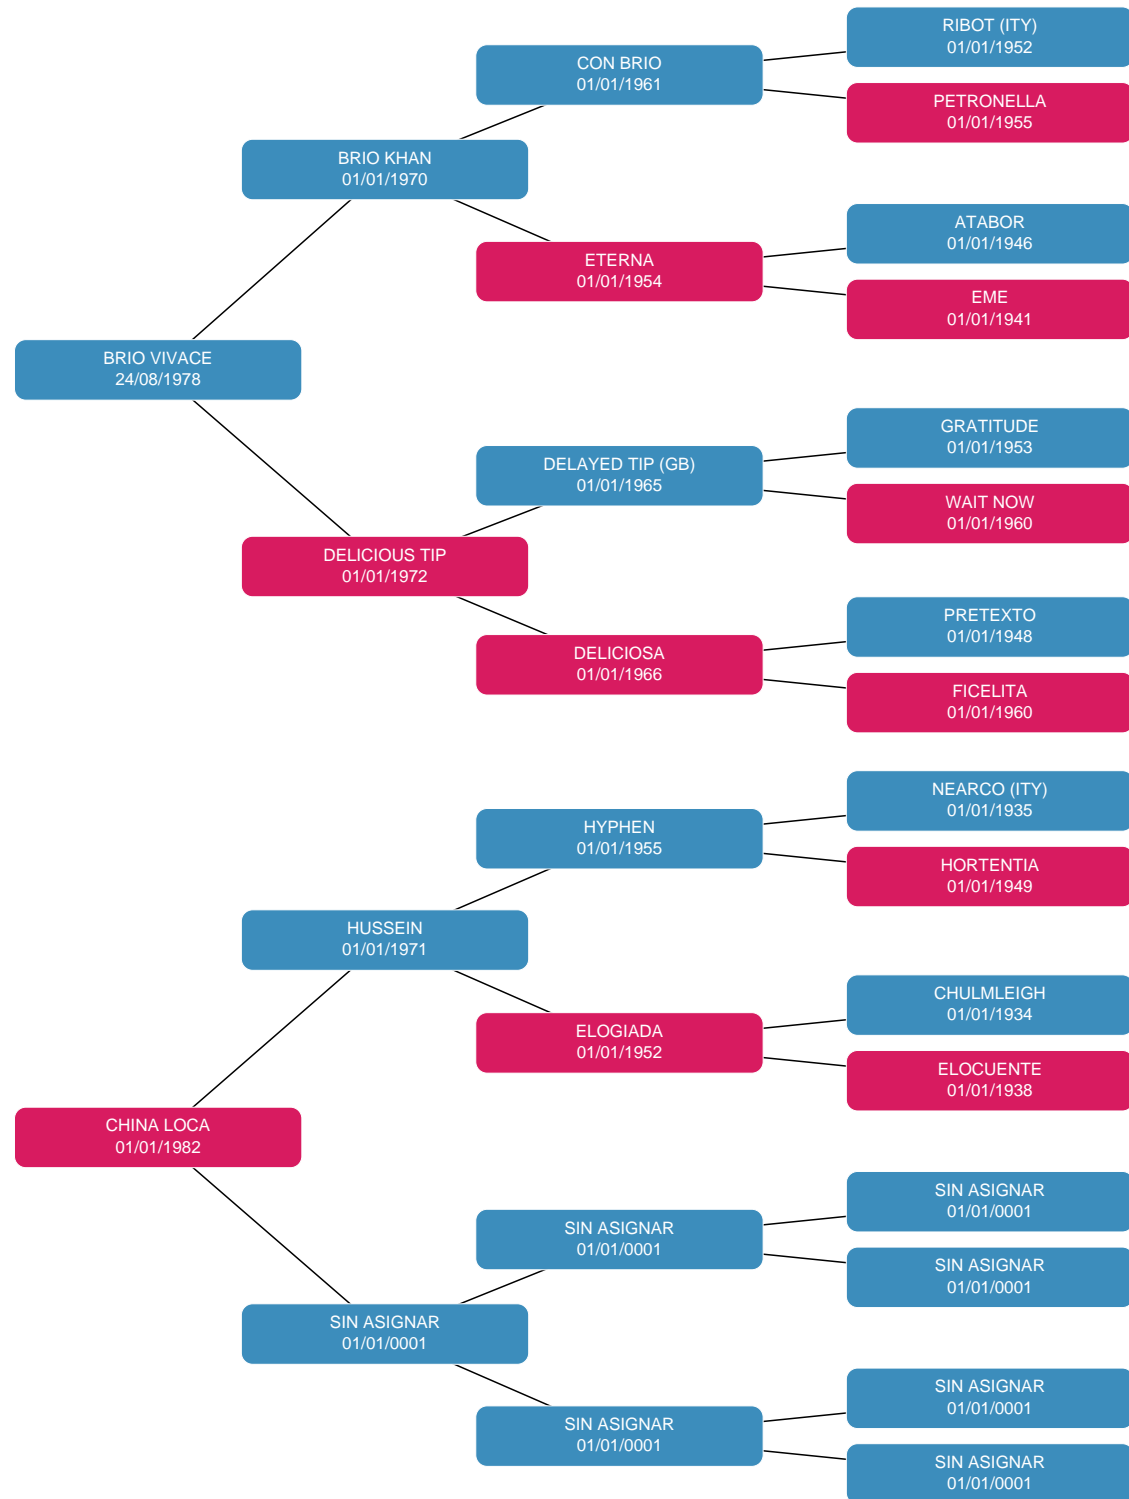 RIBOT (ITY)
01/01/1952
CON BRIO
01/01/1961
PETRONELLA
01/01/1955
BRIO KHAN
01/01/1970
ATABOR
01/01/1946
ETERNA
01/01/1954
EME
01/01/1941
BRIO VIVACE
24/08/1978
GRATITUDE
01/01/1953
DELAYED TIP (GB)
01/01/1965
WAIT NOW
01/01/1960
DELICIOUS TIP
01/01/1972
PRETEXTO
01/01/1948
DELICIOSA
01/01/1966
FICELITA
01/01/1960
NEARCO (ITY)
01/01/1935
HYPHEN
01/01/1955
HORTENTIA
01/01/1949
HUSSEIN
01/01/1971
CHULMLEIGH
01/01/1934
ELOGIADA
01/01/1952
ELOCUENTE
01/01/1938
CHINA LOCA
01/01/1982
SIN ASIGNAR
01/01/0001
SIN ASIGNAR
01/01/0001
SIN ASIGNAR
01/01/0001
SIN ASIGNAR
01/01/0001
SIN ASIGNAR
01/01/0001
SIN ASIGNAR
01/01/0001
SIN ASIGNAR
01/01/0001